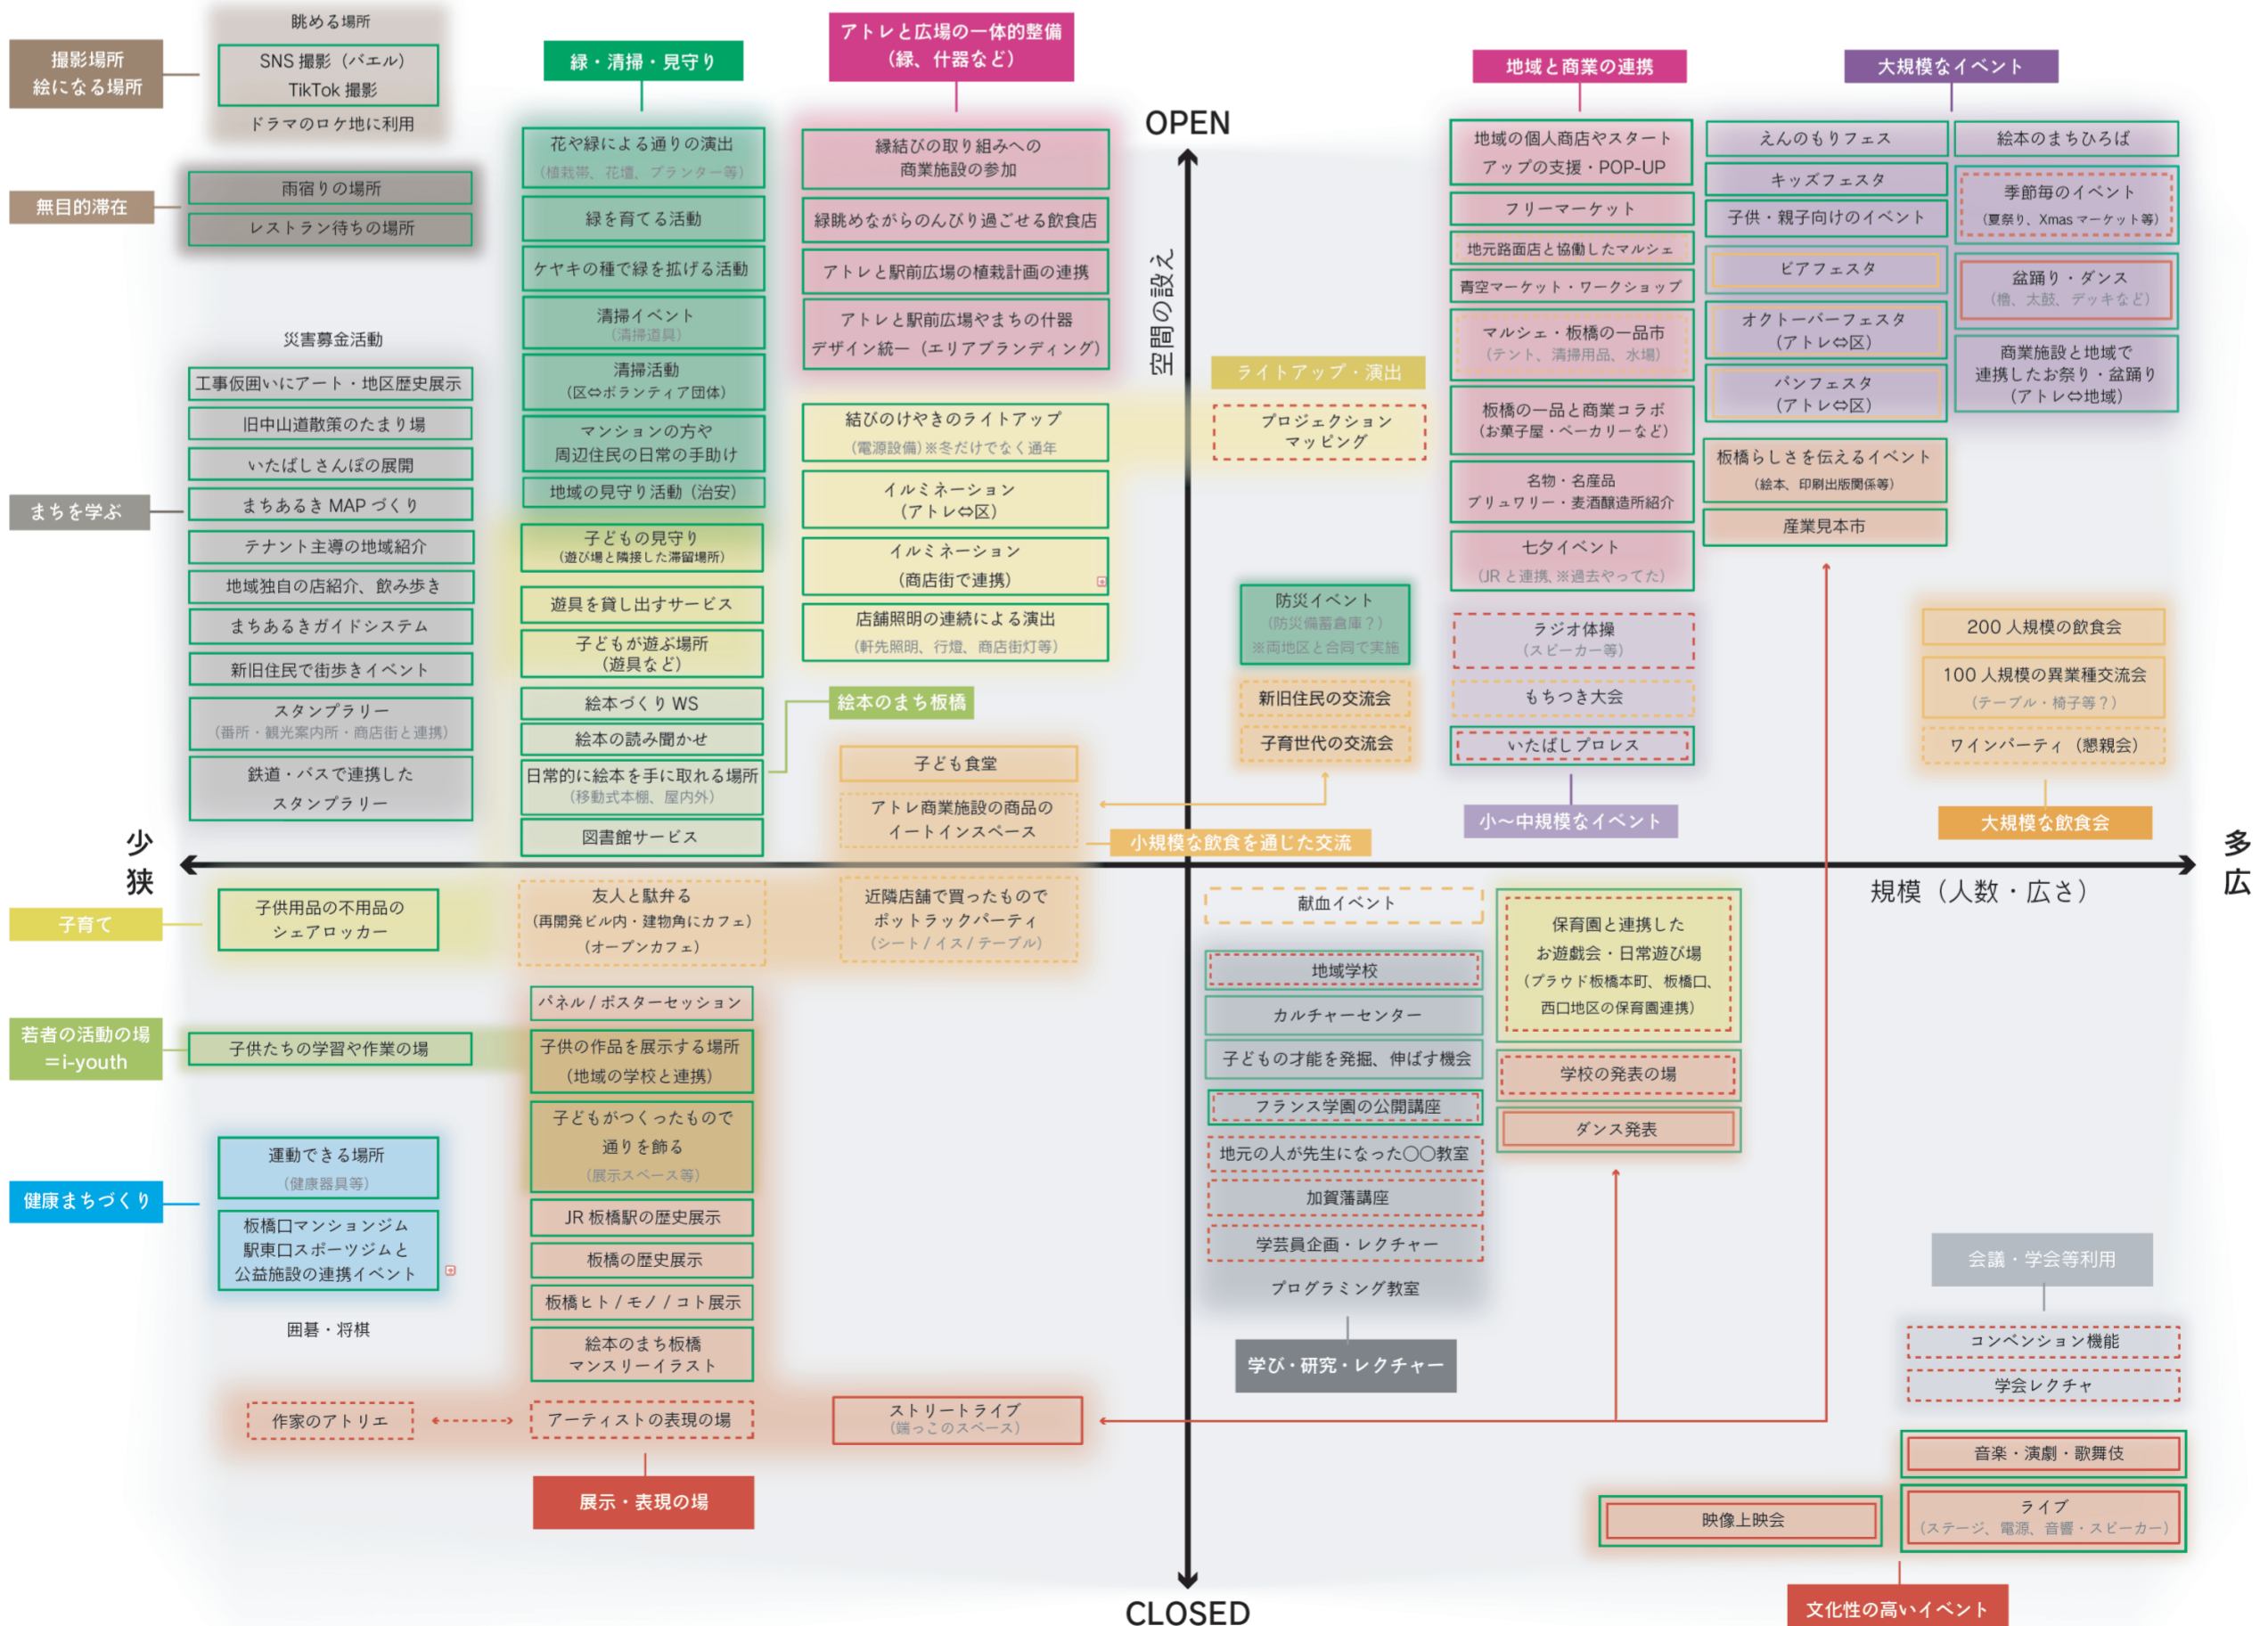 撮影場所
絵になる場所
眺める場所
SNS 撮影（バエル）
TikTok 撮影
ドラマのロケ地に利用
無目的滞在
雨宿りの場所
レストラン待ちの場所
災害募金活動
まちを学ぶ
工事仮囲いにアート・地区歴史展示
旧中山道散策のたまり場
いたばしさんぽの展開
まちあるき MAP づくり
テナント主導の地域紹介
地域独自の店紹介、飲み歩き
まちあるきガイドシステム
新旧住民で街歩きイベント
スタンプラリー
（番所・観光案内所・商店街と連携）
鉄道・バスで連携した
スタンプラリー
緑・清掃・見守り
花や緑による通りの演出
（植栽帯、花壇、プランター等）
緑を育てる活動
ケヤキの種で緑を拡げる活動
清掃イベント
（清掃道具）
清掃活動
（区⇔ボランティア団体）
マンションの方や
周辺住民の日常の手助け
地域の見守り活動（治安）
子どもの見守り
（遊び場と隣接した滞留場所）
遊具を貸し出すサービス
子どもが遊ぶ場所
（遊具など）
絵本づくり WS
絵本の読み聞かせ
日常的に絵本を手に取れる場所
（移動式本棚、屋内外）
図書館サービス
絵本のまち板橋
アトレと広場の一体的整備
（緑、什器など）
縁結びの取り組みへの
商業施設の参加
緑眺めながらのんびり過ごせる飲食店
アトレと駅前広場の植栽計画の連携
アトレと駅前広場やまちの什器
デザイン統一（エリアブランディング）
結びのけやきのライトアップ
（電源設備）※冬だけでなく通年
イルミネーション
（アトレ⇔区）
イルミネーション
（商店街で連携）
店舗照明の連続による演出
（軒先照明、行燈、商店街灯等）
子ども食堂
アトレ商業施設の商品の
イートインスペース
小規模な飲食を通じた交流
OPEN
空間の設え
ライトアップ・演出
プロジェクション
マッピング
防災イベント
（防災備蓄倉庫？）
※両地区と合同で実施
新旧住民の交流会
子育世代の交流会
地域と商業の連携
地域の個人商店やスタート
アップの支援・POP-UP
フリーマーケット
地元路面店と協働したマルシェ
青空マーケット・ワークショップ
マルシェ・板橋の一品市
（テント、清掃用品、水場）
板橋の一品と商業コラボ
（お菓子屋・ベーカリーなど）
名物・名産品
ブリュワリー・麦酒醸造所紹介
七夕イベント
（JR と連携、※過去やってた）
ラジオ体操
（スピーカー等）
もちつき大会
いたばしプロレス
小〜中規模なイベント
大規模なイベント
えんのもりフェス
キッズフェスタ
子供・親子向けのイベント
ビアフェスタ
オクトーバーフェスタ
（アトレ⇔区）
パンフェスタ
（アトレ⇔区）
板橋らしさを伝えるイベント
（絵本、印刷出版関係等）
産業見本市
絵本のまちひろば
季節毎のイベント
（夏祭り、Xmas マーケット等）
盆踊り・ダンス
（櫓、太鼓、デッキなど）
商業施設と地域で
連携したお祭り・盆踊り
（アトレ⇔地域）
200 人規模の飲食会
100 人規模の異業種交流会
（テーブル・椅子等？）
ワインパーティ（懇親会）
大規模な飲食会
少
狭
多
広
規模（人数・広さ）
子育て
子供用品の不用品の
シェアロッカー
友人と駄弁る
（再開発ビル内・建物角にカフェ）
（オープンカフェ）
近隣店舗で買ったもので
ポットラックパーティ
（シート / イス / テーブル）
若者の活動の場
＝i-youth
子供たちの学習や作業の場
健康まちづくり
運動できる場所
（健康器具等）
板橋口マンションジム
駅東口スポーツジムと
公益施設の連携イベント
囲碁・将棋
パネル / ポスターセッション
子供の作品を展示する場所
（地域の学校と連携）
子どもがつくったもので
通りを飾る
（展示スペース等）
JR 板橋駅の歴史展示
板橋の歴史展示
板橋ヒト / モノ / コト展示
絵本のまち板橋
マンスリーイラスト
作家のアトリエ
アーティストの表現の場
ストリートライブ
（端っこのスペース）
展示・表現の場
献血イベント
地域学校
カルチャーセンター
子どもの才能を発掘、伸ばす機会
フランス学園の公開講座
地元の人が先生になった〇〇教室
加賀藩講座
学芸員企画・レクチャー
プログラミング教室
学び・研究・レクチャー
保育園と連携した
お遊戯会・日常遊び場
（プラウド板橋本町、板橋口、
西口地区の保育園連携）
学校の発表の場
ダンス発表
会議・学会等利用
コンベンション機能
学会レクチャ
音楽・演劇・歌舞伎
ライブ
（ステージ、電源、音響・スピーカー）
映像上映会
文化性の高いイベント
CLOSED